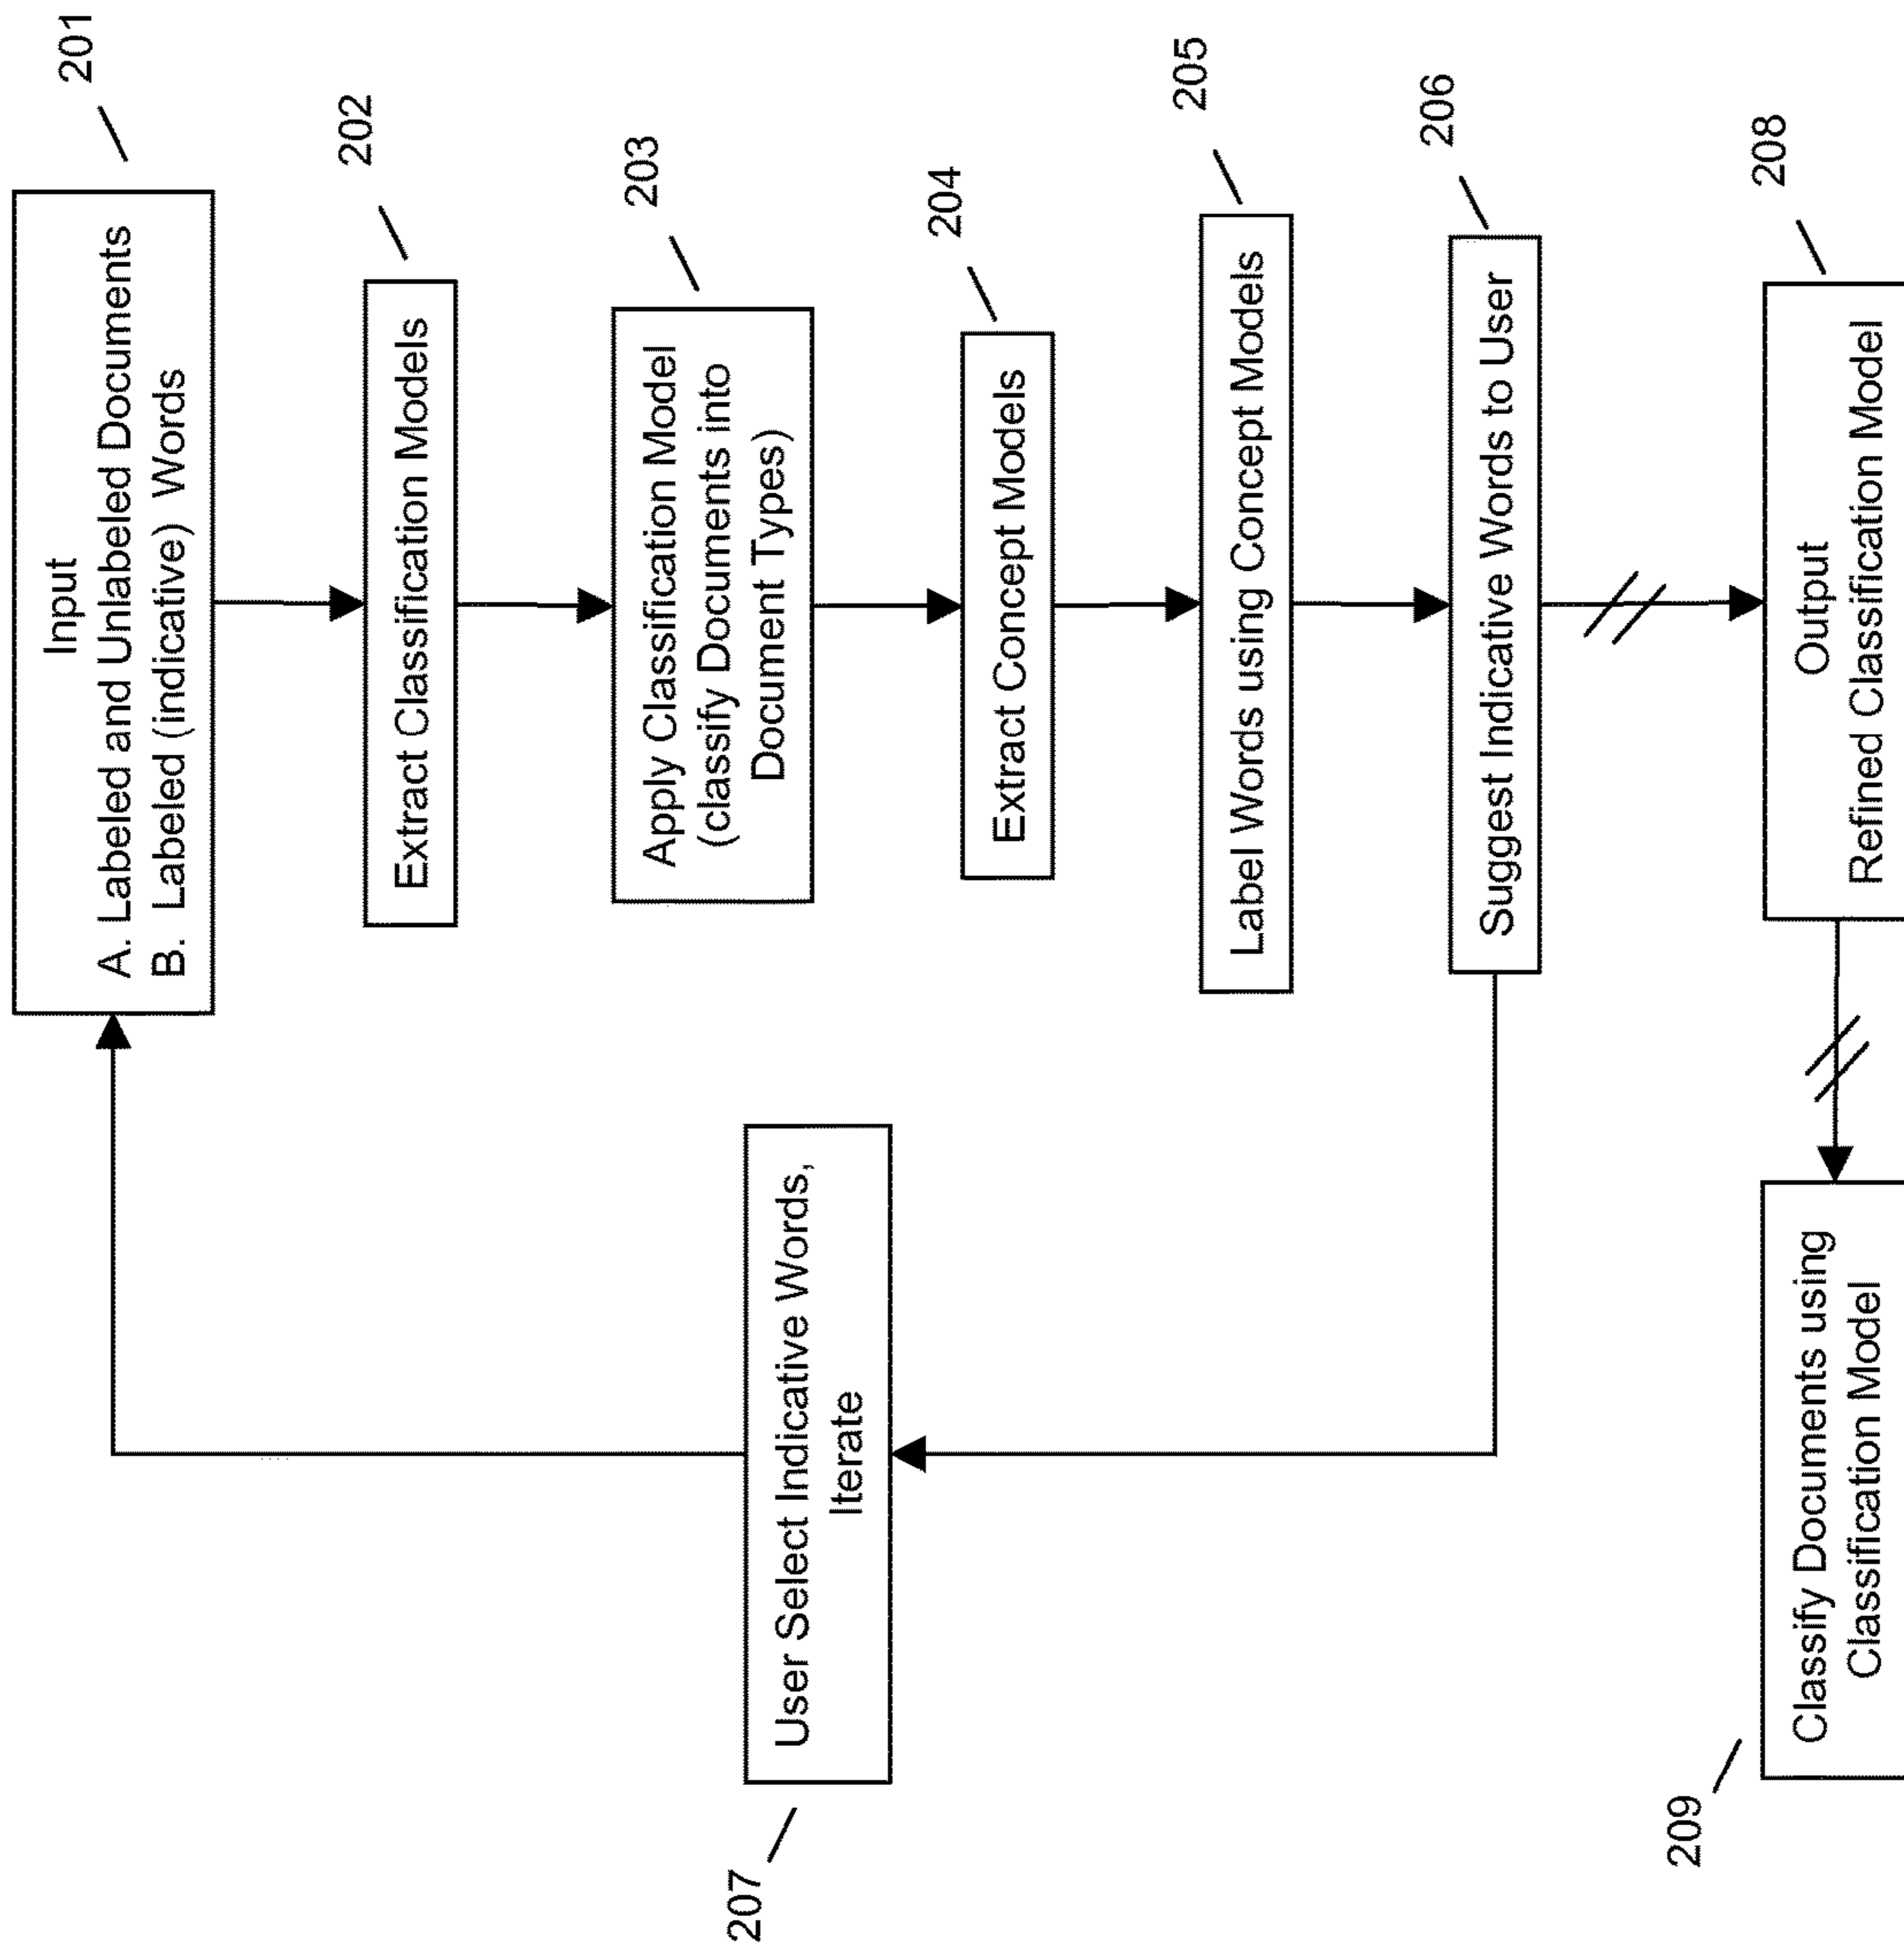 Input
A. Labeled and Unlabeled Documents
B. Labeled (indicative) Words
201
Extract Classification Models
202
Apply Classification Model
(classify Documents into
Document Types)
203
Extract Concept Models
204
Label Words using Concept Models
205
Suggest Indicative Words to User
206
User Select Indicative Words,
Iterate
207
Output
Refined Classification Model
208
Classify Documents using
Classification Model
209